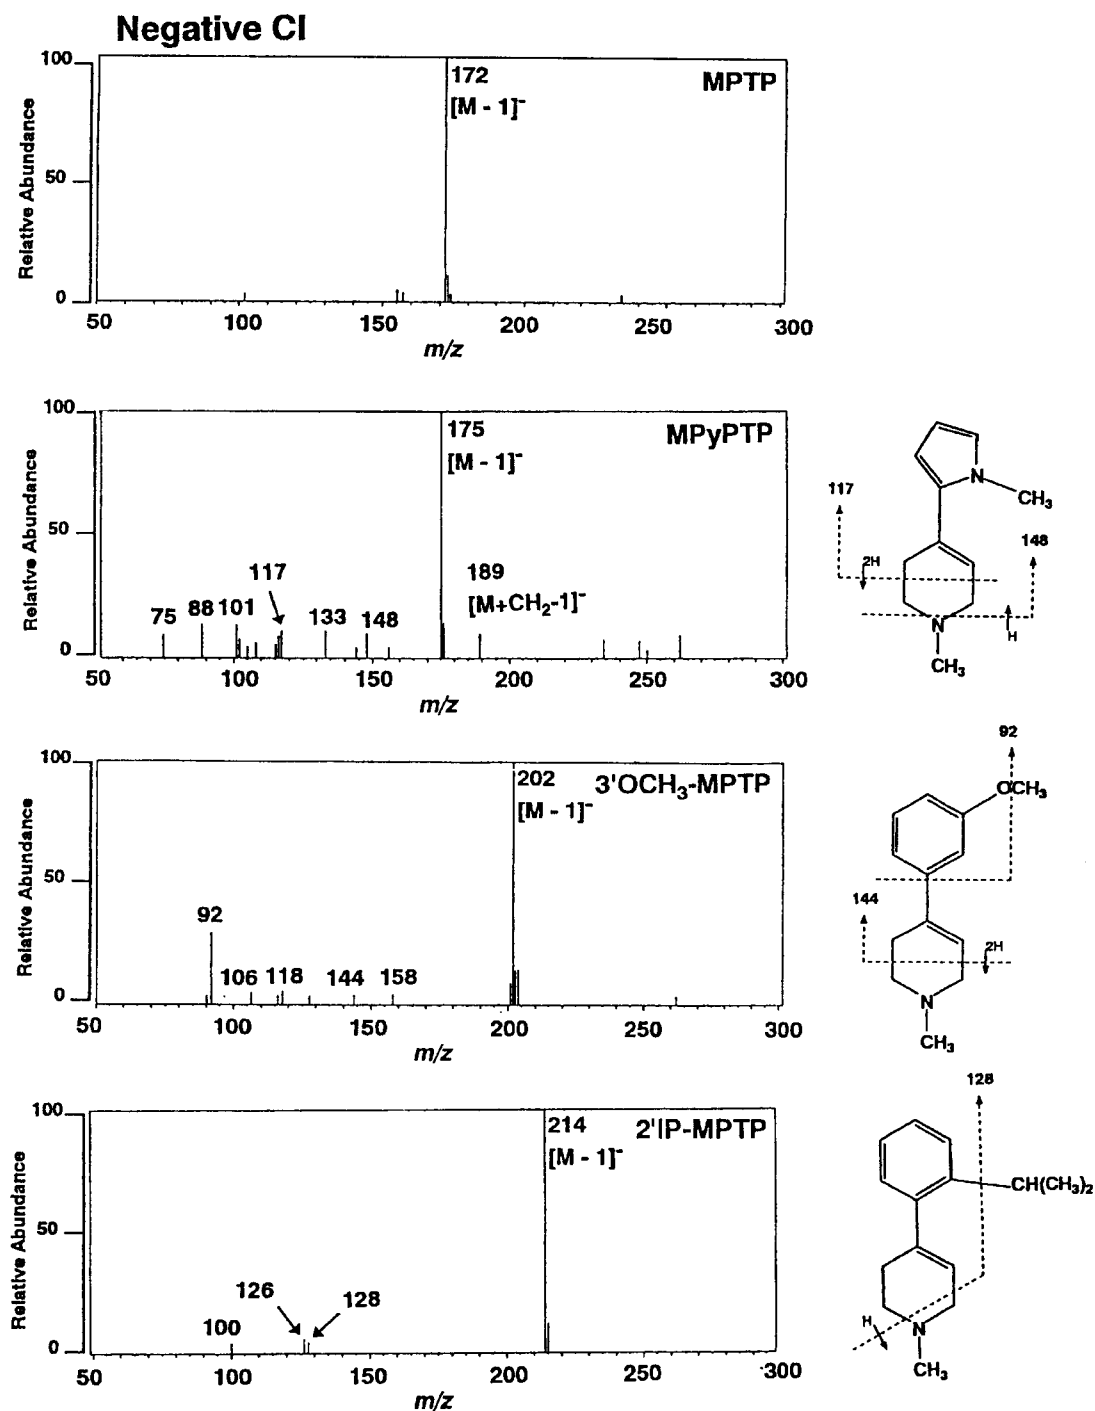 Negative CI
100
50
0
Relative Abundance
172
[M - 1]⁻
MPTP
50 100 150 200 250 300
m/z
100
50
0
Relative Abundance
175
[M - 1]⁻
MPyPTP
117
189
[M+CH₂-1]⁻
75 88 101 133 148
50 100 150 200 250 300
m/z
117
2H
N
CH₃
148
N
H
CH₃
100
50
0
Relative Abundance
202
[M - 1]⁻
3'OCH₃-MPTP
92
106 118 144 158
50 100 150 200 250 300
m/z
92
OCH₃
144
2H
N
CH₃
100
50
0
Relative Abundance
214
[M - 1]⁻
2'IP-MPTP
126
128
100
50 100 150 200 250 300
m/z
128
CH(CH₃)₂
H
N
CH₃